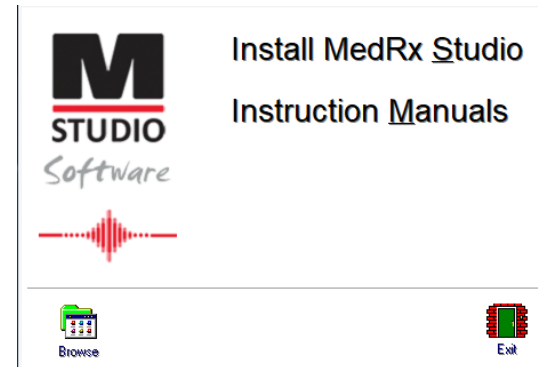 M
STUDIO
Software
Install MedRx Studio
Instruction Manuals
Browse
Exit